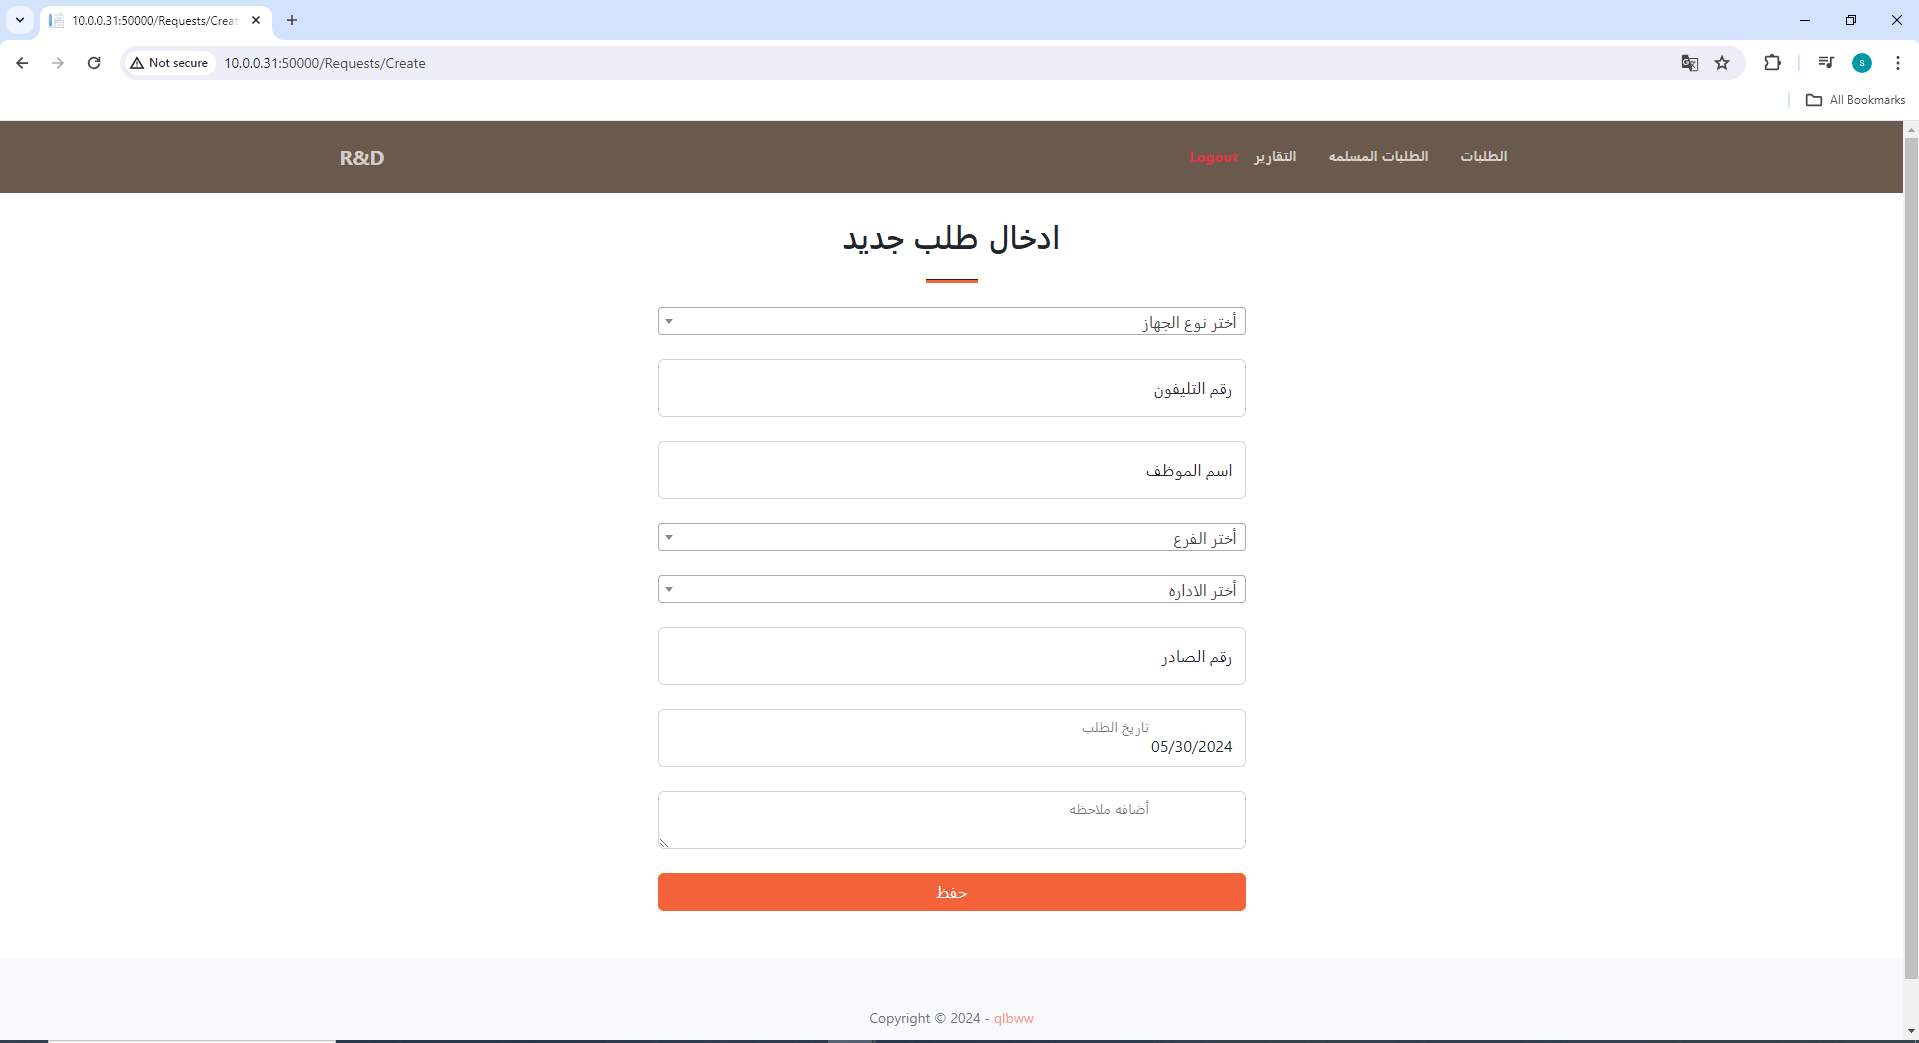 10.0.0.31:50000/Requests/Creat
Not secure
10.0.0.31:50000/Requests/Create
All Bookmarks
R&D
الطلبات
الطلبات المسلمه
التقارير
Logout
ادخال طلب جديد
أختر نوع الجهاز
رقم التليفون
اسم الموظف
أختر الفرع
أختر الاداره
رقم الصادر
تاريخ الطلب
05/30/2024
أضافه ملاحظه
حفظ
Copyright © 2024 - qlbww